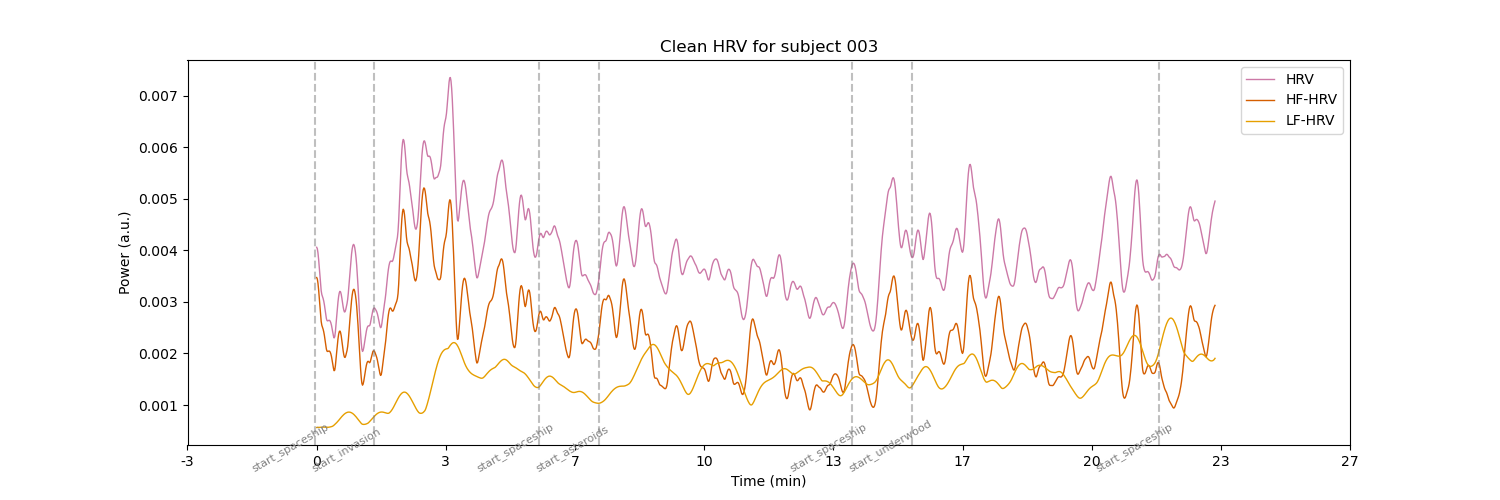 Clean HRV for subject 003
HRV
HF-HRV
LF-HRV
0.007
0.006
0.005
0.004
0.003
0.002
0.001
Power (a.u.)
start_spaceship
start_invasion
start_spaceship
start_asteroids
start_spaceship
start_underwood
start_spaceship
-3 0 3 7 10 13 17 20 23 27
Time (min)